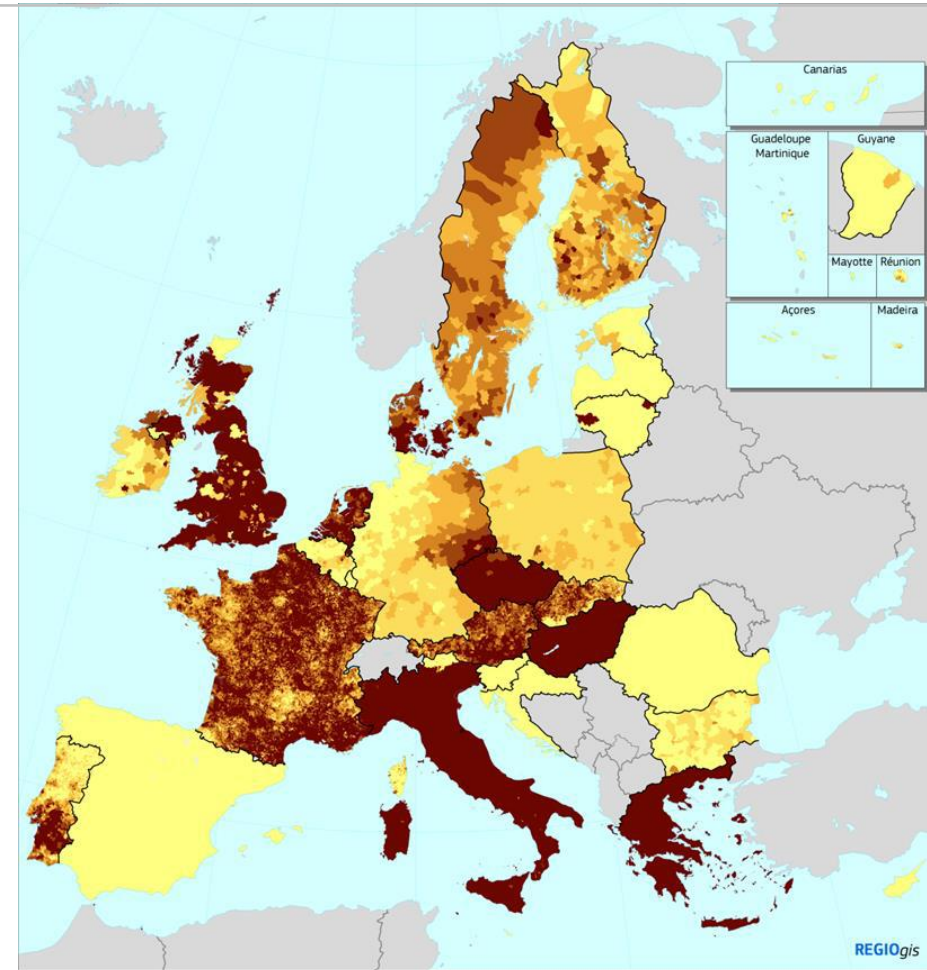 Canarias
Guadeloupe
Martinique
Guyane
Mayotte
Réunion
Açores
Madeira
REGIOgis